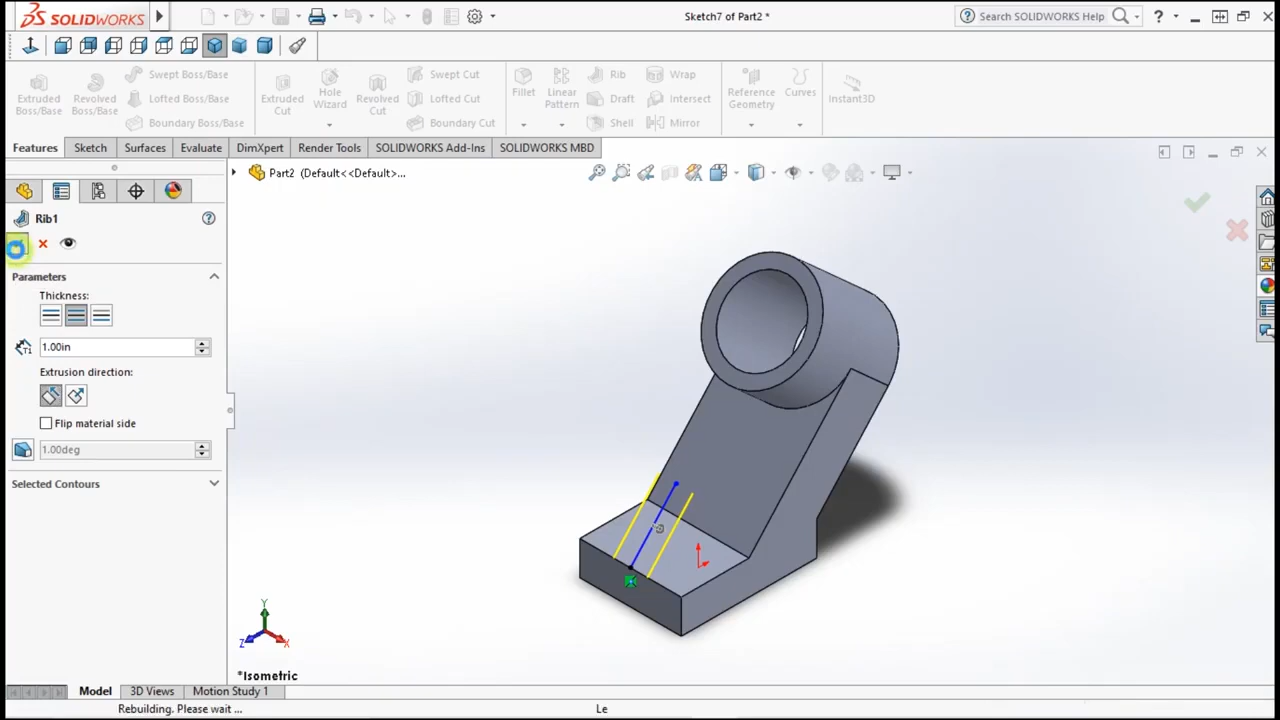 SOLIDWORKS
Sketch7 of Part2 *
Search SOLIDWORKS Help
?
Extruded Boss/Base
Revolved Boss/Base
Swept Boss/Base
Lofted Boss/Base
Boundary Boss/Base
Extruded Cut
Hole Wizard
Revolved Cut
Swept Cut
Lofted Cut
Boundary Cut
Fillet
Linear Pattern
Rib
Draft
Shell
Wrap
Intersect
Mirror
Reference Geometry
Curves
Instant3D
Features
Sketch
Surfaces
Evaluate
DimXpert
Render Tools
SOLIDWORKS Add-Ins
SOLIDWORKS MBD
Part2 (Default<<Default>...
Rib1
?
Parameters
Thickness:
1.00in
Extrusion direction:
Flip material side
1.00deg
Selected Contours
Y
Z
X
*Isometric
Model
3D Views
Motion Study 1
Rebuilding. Please wait ...
Le